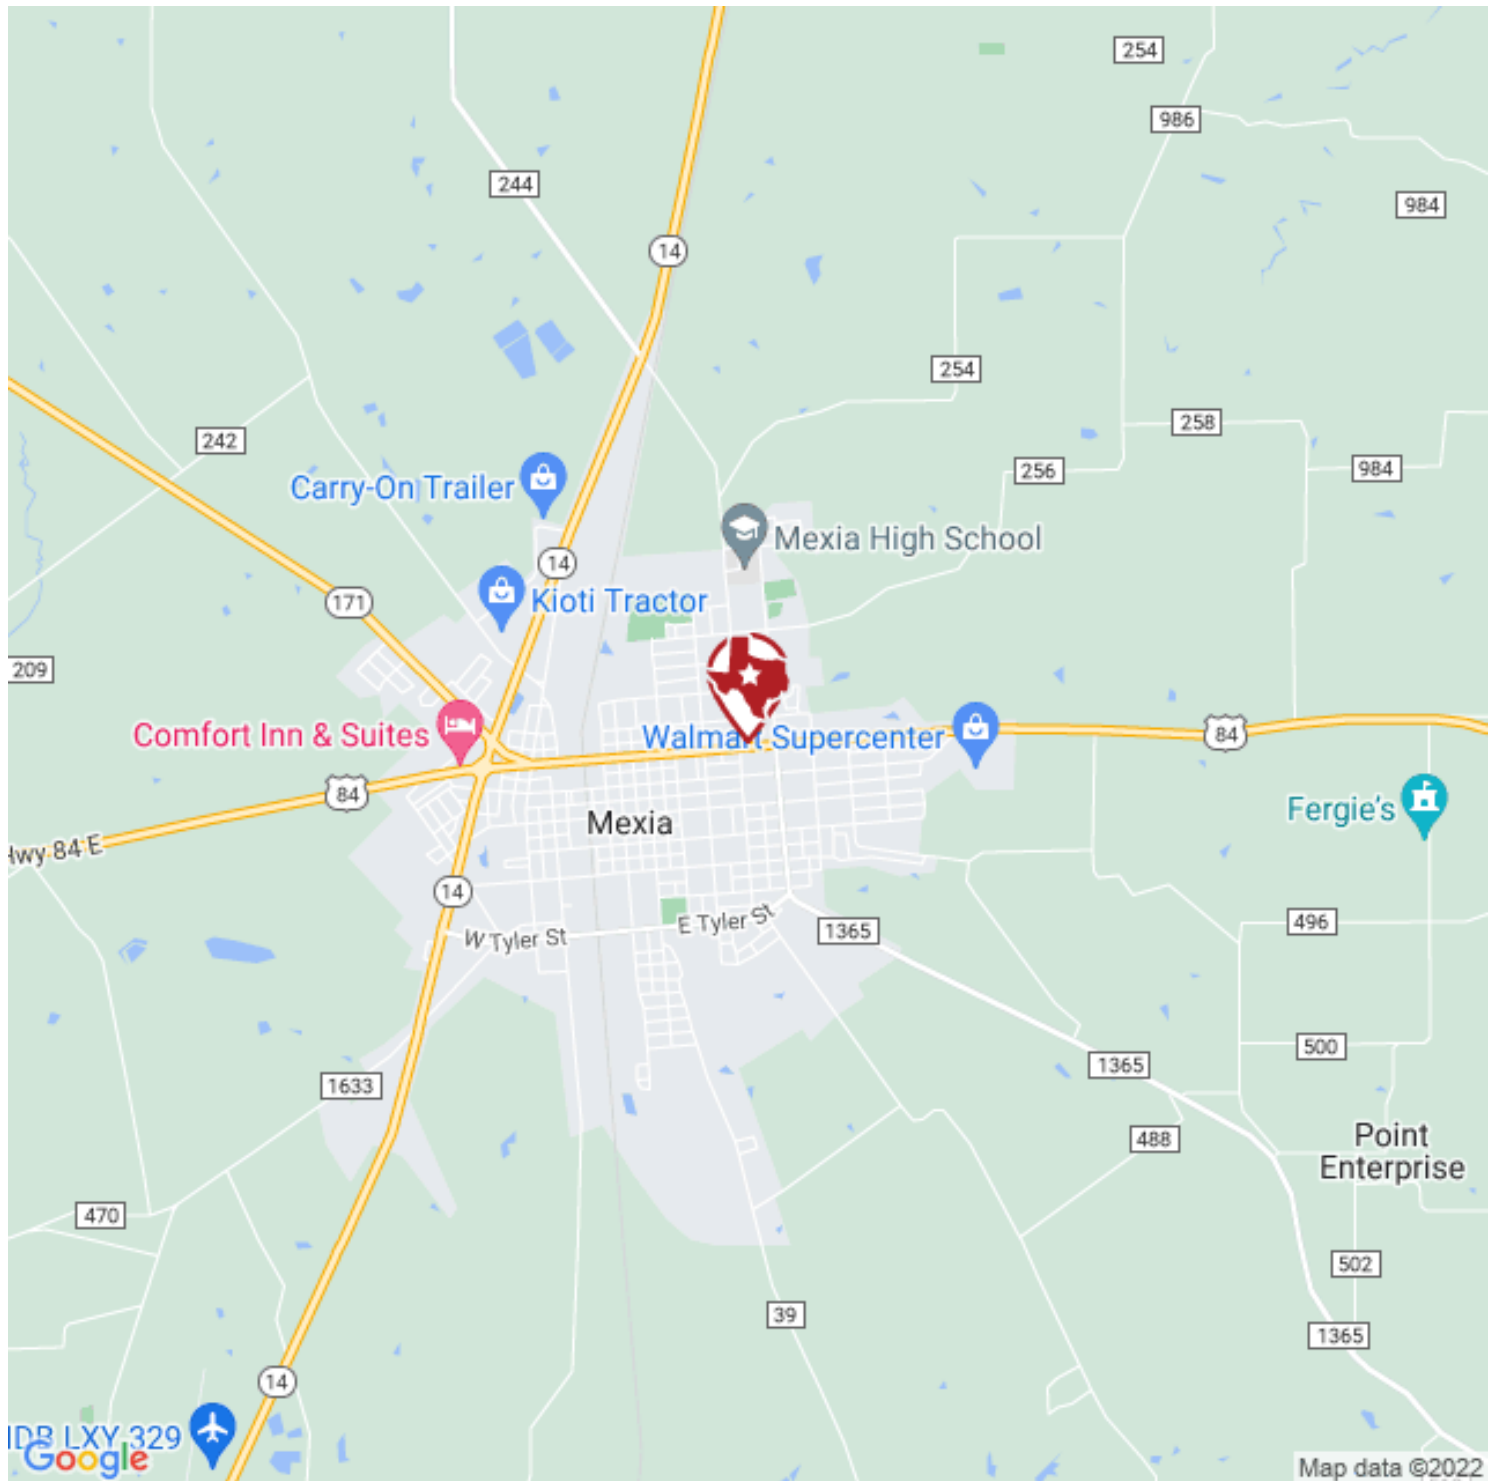 254
986
244
984
14
254
258
242
256
984
Carry-On Trailer
Mexia High School
14
171
Kioti Tractor
209
Comfort Inn & Suites
Walmart Supercenter
84
84
Fergie's
Mexia
Hwy 84 E
14
E Tyler St
496
W Tyler St
1365
500
1365
1633
488
Point
Enterprise
470
502
39
1365
14
LXY 329
Google
Map data ©2022